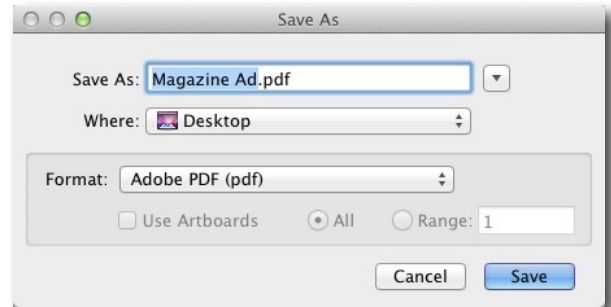 Save As
Save As: Magazine Ad.pdf
Where: Desktop
Format: Adobe PDF (pdf)
Use Artboards All Range: 1
Cancel Save